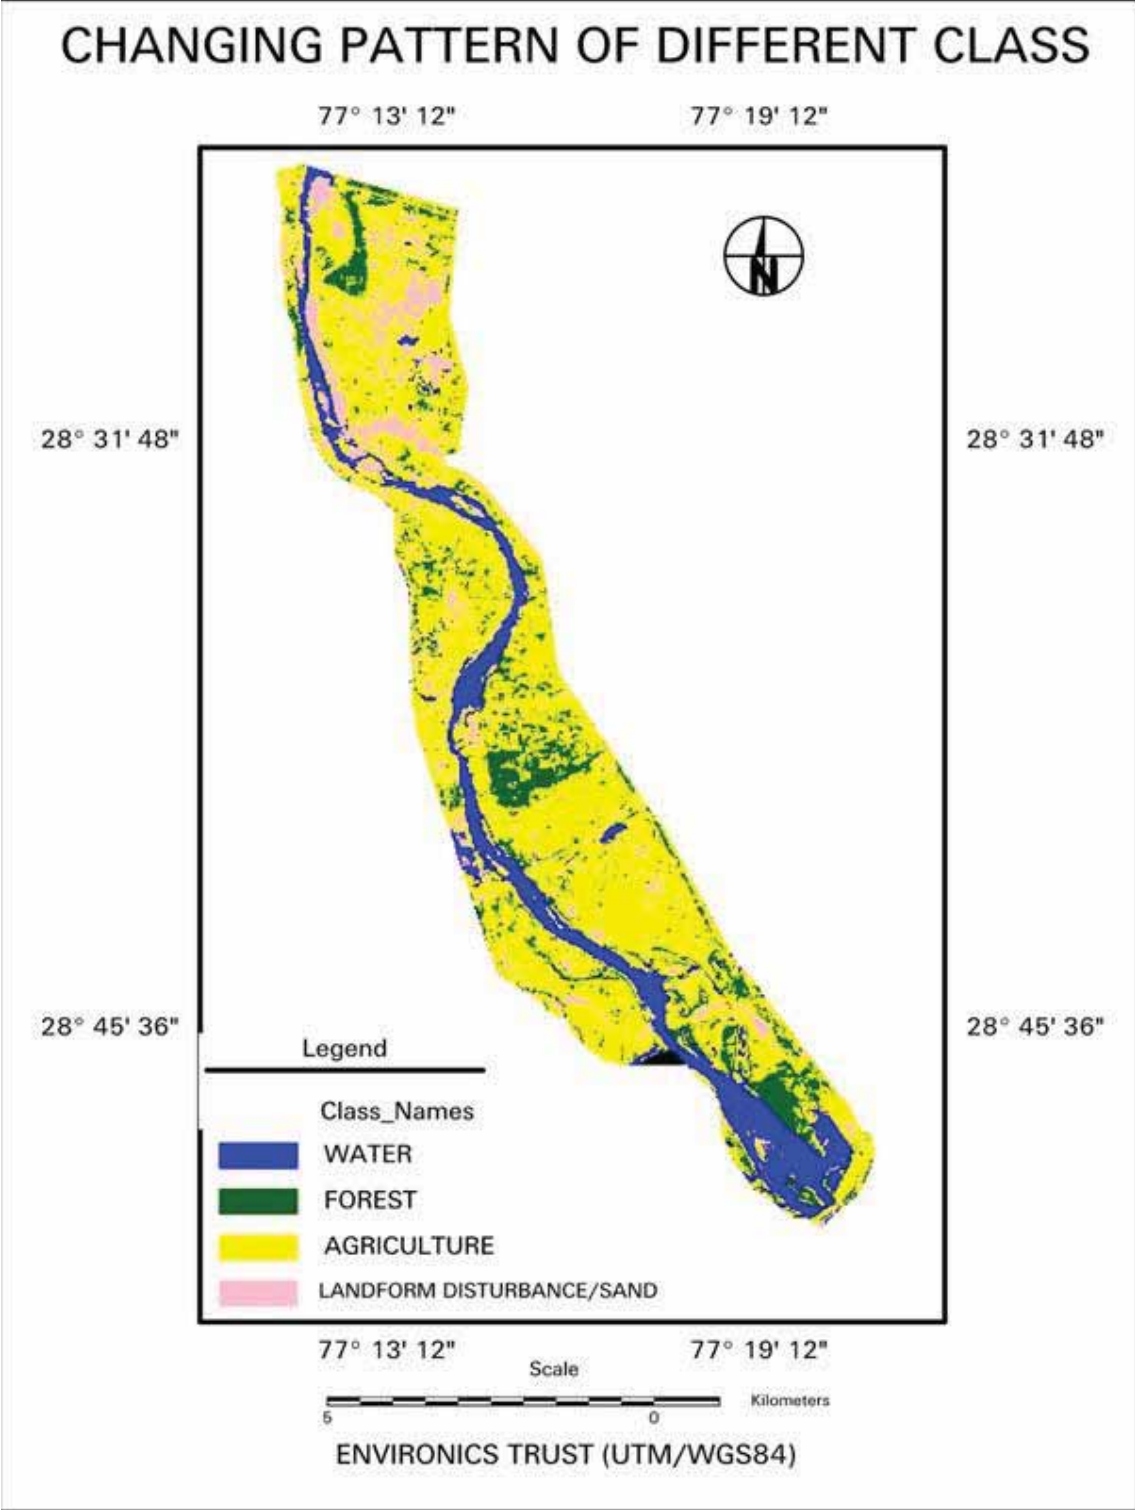 CHANGING PATTERN OF DIFFERENT CLASS
77° 13' 12" 77° 19' 12"
N
28° 31' 48" 28° 31' 48"
28° 45' 36" 28° 45' 36"
Legend
Class_Names
WATER
FOREST
AGRICULTURE
LANDFORM DISTURBANCE/SAND
77° 13' 12" 77° 19' 12"
Scale
Kilometers
5 0
ENVIRONICS TRUST (UTM/WGS84)